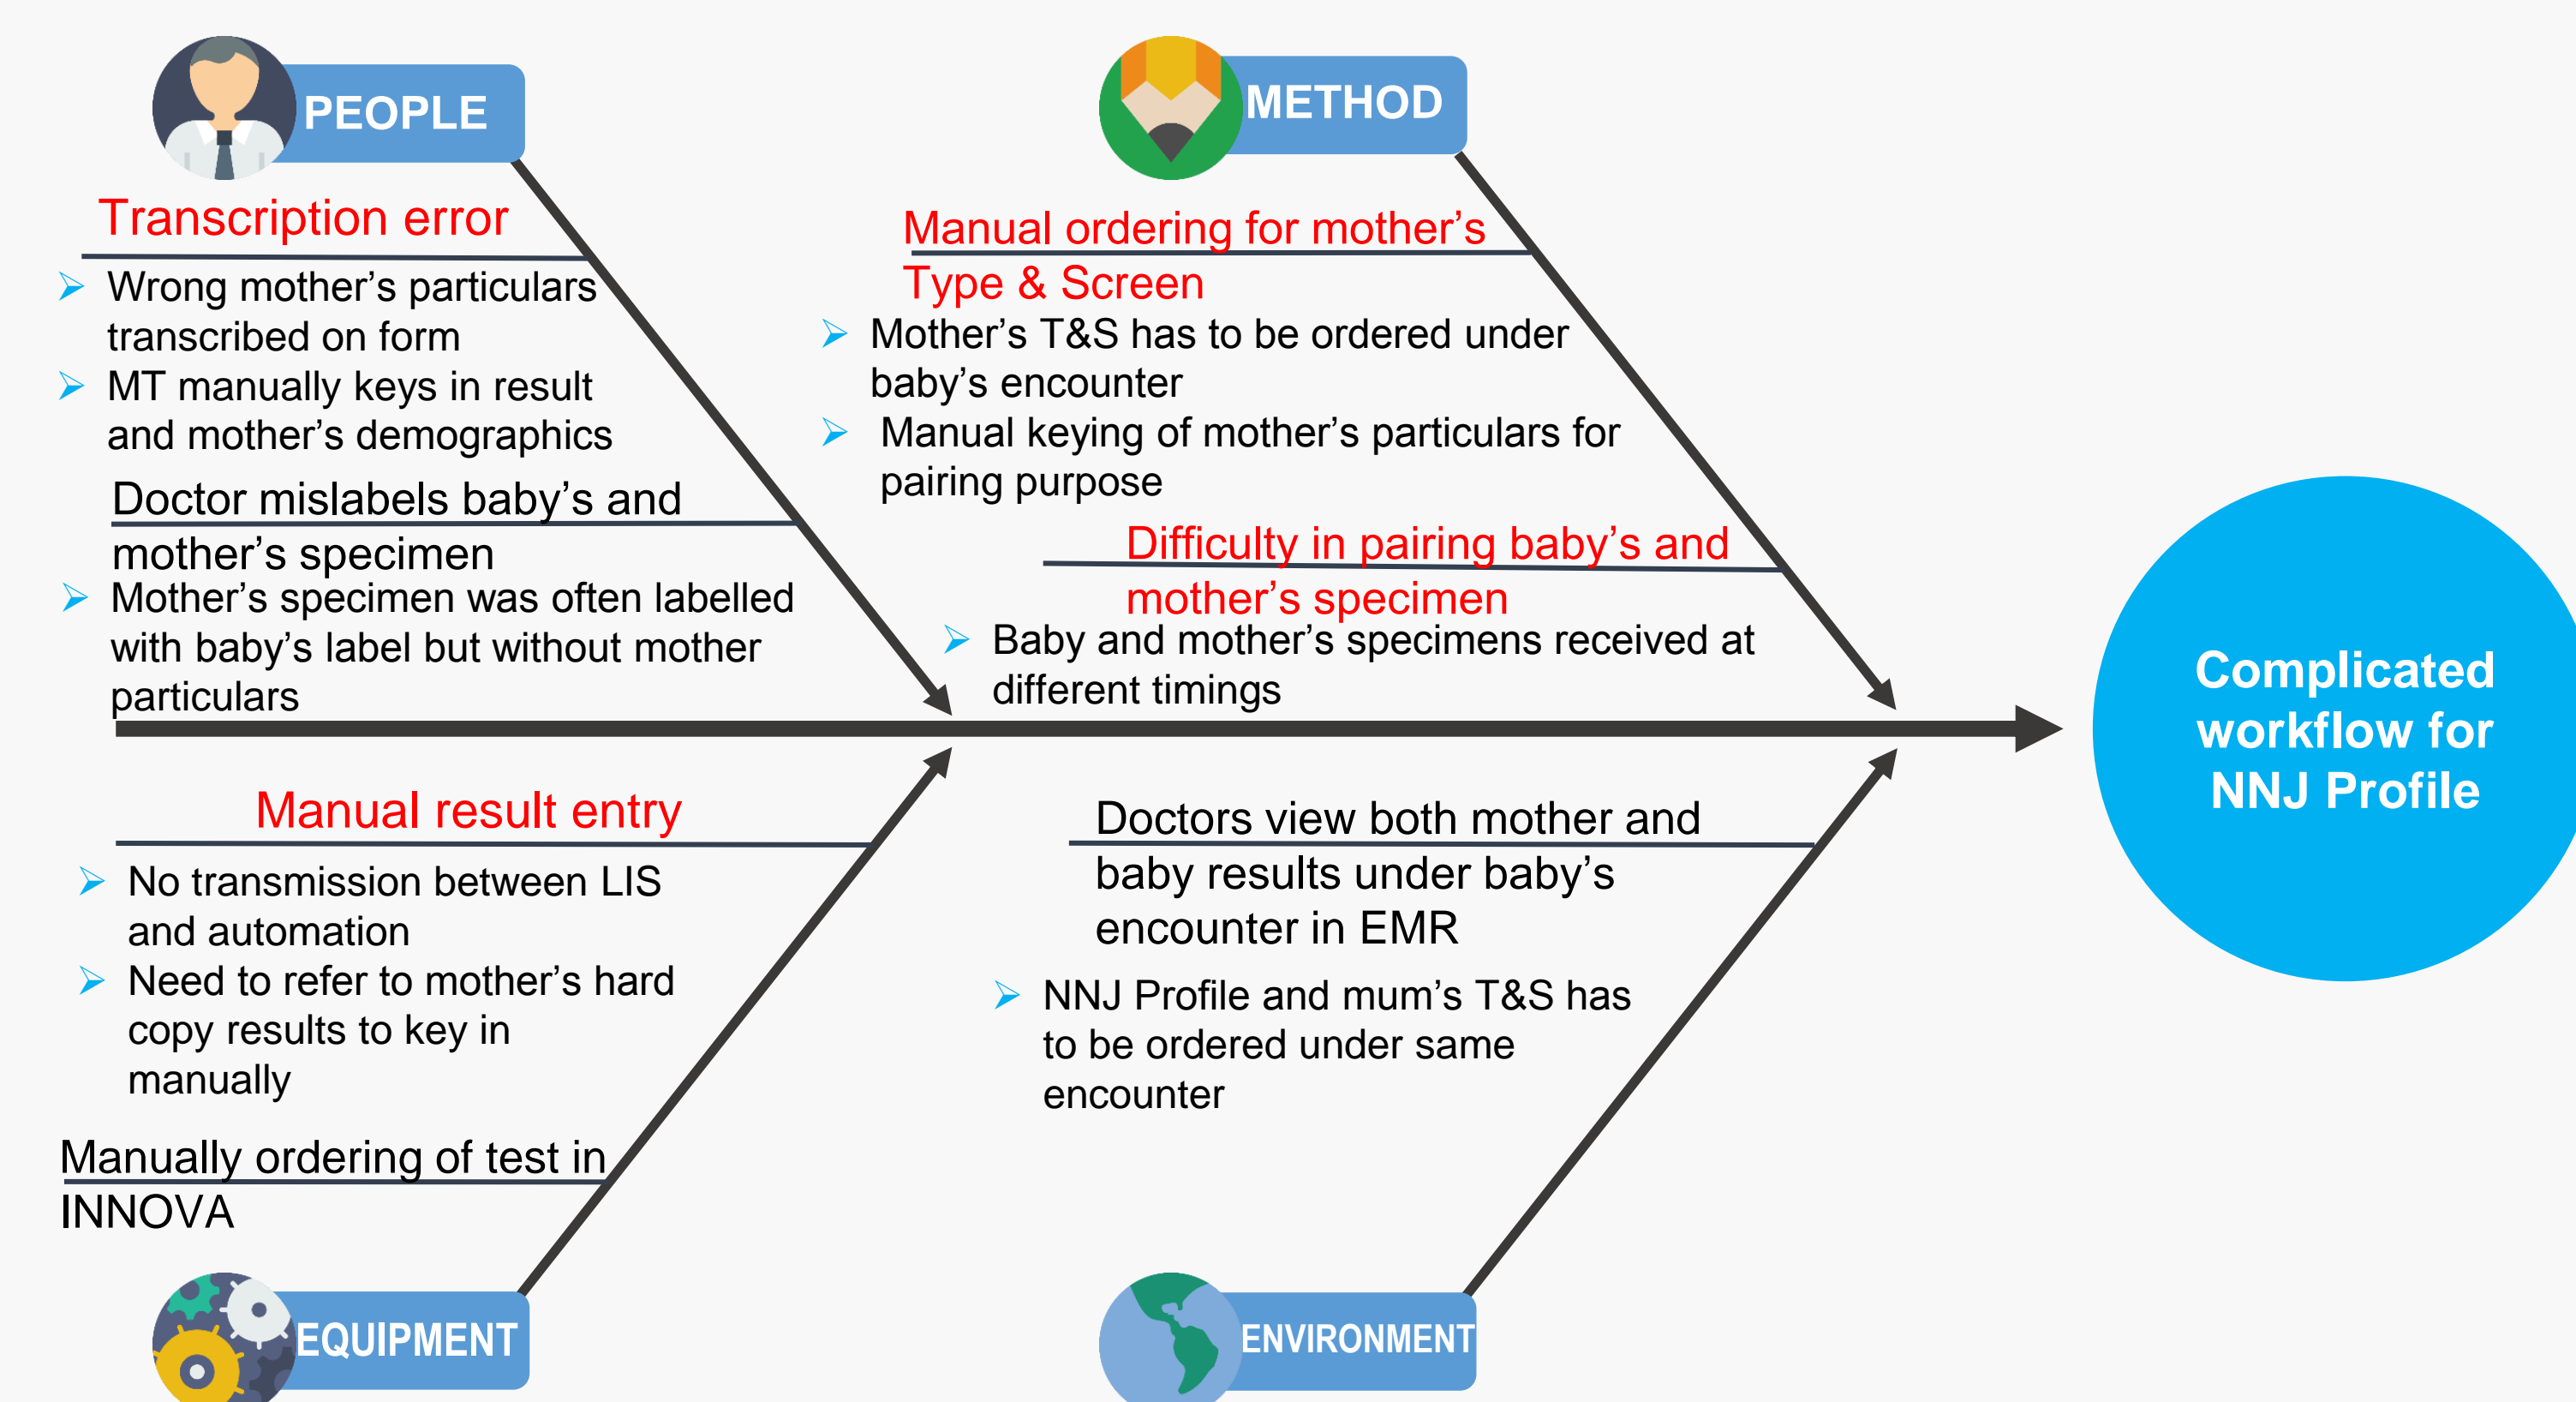 PEOPLE
Transcription error
Wrong mother’s particulars
transcribed on form
MT manually keys in result
and mother’s demographics
Doctor mislabels baby’s and
mother’s specimen
Mother’s specimen was often labelled
with baby’s label but without mother
particulars
METHOD
Manual ordering for mother’s
Type & Screen
Mother’s T&S has to be ordered under
baby’s encounter
Manual keying of mother’s particulars for
pairing purpose
Difficulty in pairing baby’s and
mother’s specimen
Baby and mother’s specimens received at
different timings
Complicated
workflow for
NNJ Profile
Manual result entry
No transmission between LIS
and automation
Need to refer to mother’s hard
copy results to key in
manually
Manually ordering of test in
INNOVA
EQUIPMENT
Doctors view both mother and
baby results under baby’s
encounter in EMR
NNJ Profile and mum’s T&S has
to be ordered under same
encounter
ENVIRONMENT